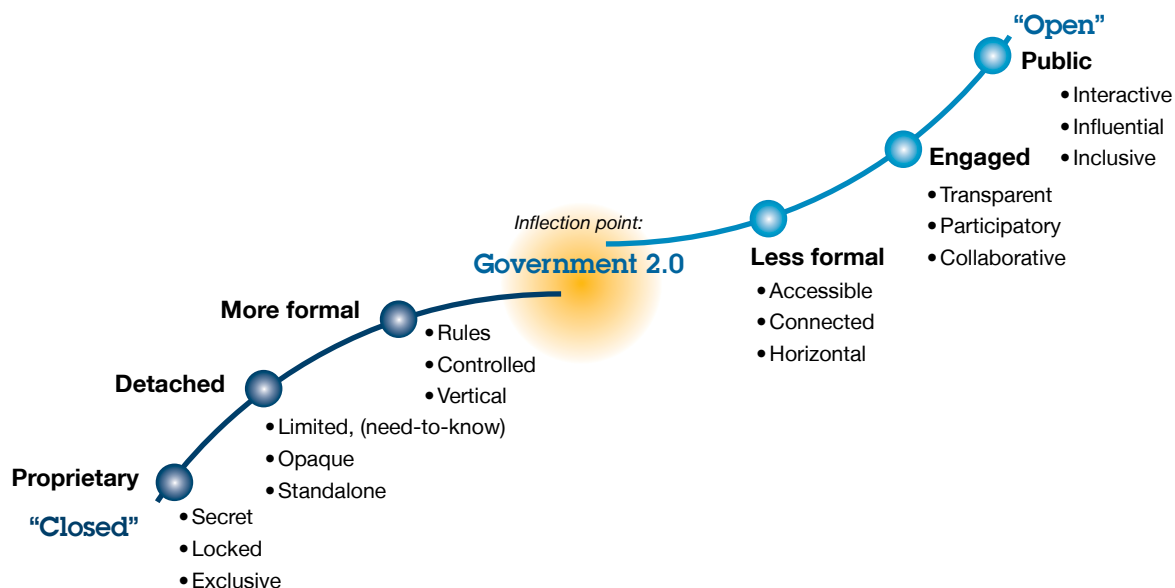 “Closed”
Proprietary
• Secret
• Locked
• Exclusive
Detached
• Limited, (need-to-know)
• Opaque
• Standalone
More formal
• Rules
• Controlled
• Vertical
Inflection point:
Government 2.0
Less formal
• Accessible
• Connected
• Horizontal
Engaged
• Transparent
• Participatory
• Collaborative
“Open”
Public
• Interactive
• Influential
• Inclusive